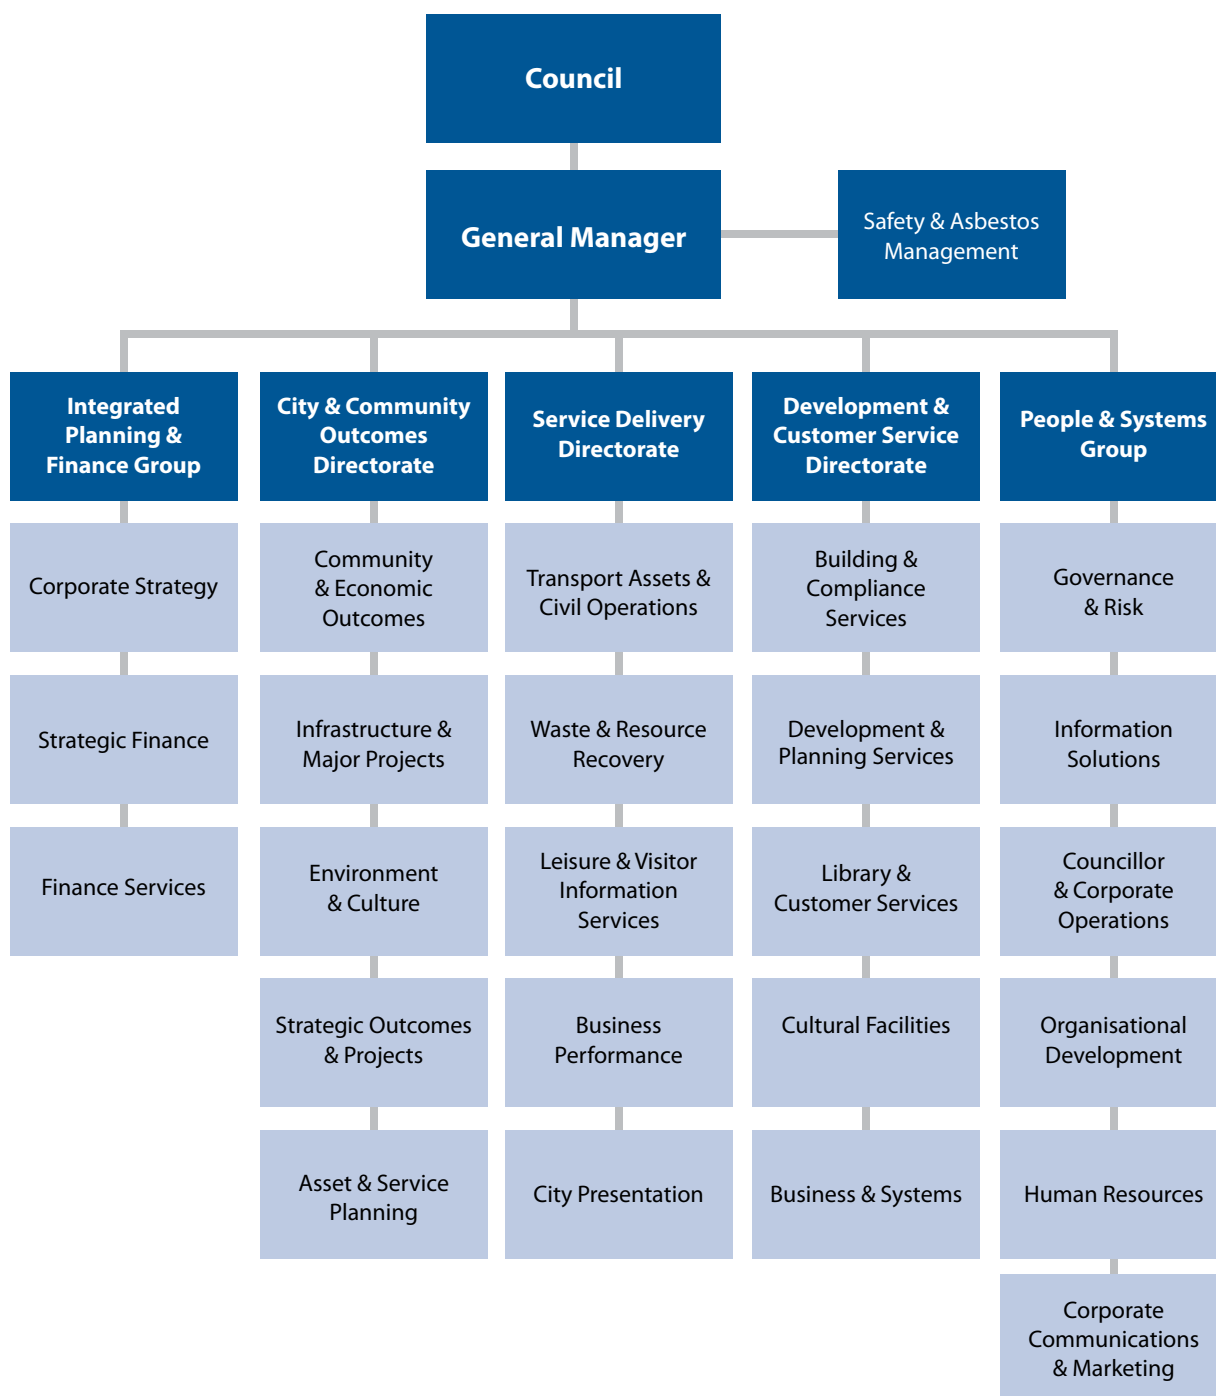 Council
General Manager
Safety & Asbestos
Management
Integrated
Planning &
Finance Group
City & Community
Outcomes
Directorate
Service Delivery
Directorate
Development &
Customer Service
Directorate
People & Systems
Group
Corporate Strategy
Community
& Economic
Outcomes
Transport Assets &
Civil Operations
Building &
Compliance
Services
Governance
& Risk
Strategic Finance
Infrastructure &
Major Projects
Waste & Resource
Recovery
Development &
Planning Services
Information
Solutions
Finance Services
Environment
& Culture
Leisure & Visitor
Information
Services
Library &
Customer Services
Councillor
& Corporate
Operations
Strategic Outcomes
& Projects
Business
Performance
Cultural Facilities
Organisational
Development
Asset & Service
Planning
City Presentation
Business & Systems
Human Resources
Corporate
Communications
& Marketing